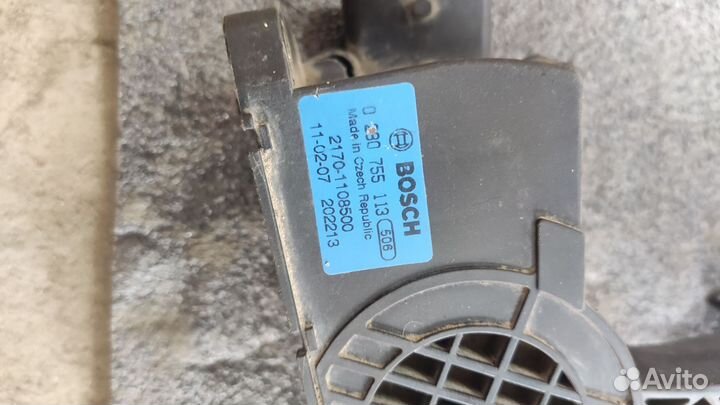 BOSCH
0 280 755 113 506
Made in Czech Republic
2170-1108500
11-02-07 202213
Avito